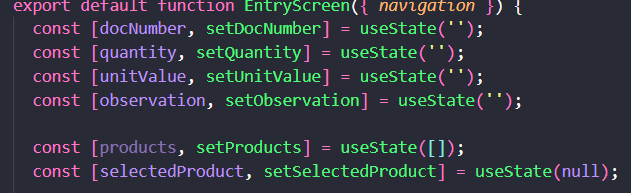 export default function EntryScreen({ navigation }) {
const [docNumber, setDocNumber] = useState('');
const [quantity, setQuantity] = useState('');
const [unitValue, setUnitValue] = useState('');
const [observation, setObservation] = useState('');
const [products, setProducts] = useState([]);
const [selectedProduct, setSelectedProduct] = useState(null);